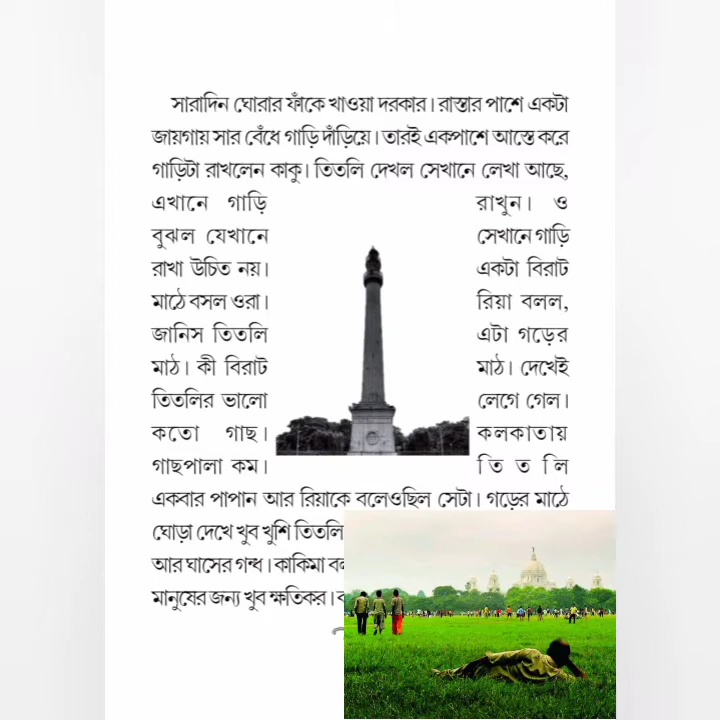 সারাদিন ঘোরার ফাঁকে খাওয়া দরকার। রাস্তার পাশে একটা
জায়গায় সার বেঁধে গাড়ি দাঁড়িয়ে। তারই একপাশে আস্তে করে
গাড়িটা রাখলেন কাকু। তিতলি দেখল সেখানে লেখা আছে,
এখানে গাড়ি রাখুন। ও
বুঝল যেখানে সেখানে গাড়ি
রাখা উচিত নয়। একটা বিরাট
মাঠে বসল ওরা। রিয়া বলল,
জানিস তিতলি এটা গড়ের
মাঠ। কী বিরাট মাঠ। দেখেই
তিতলির ভালো লেগে গেল।
কতো গাছ। কলকাতায়
গাছপালা কম। তিতলি
একবার পাপান আর রিয়াকে বলেওছিল সেটা। গড়ের মাঠে
ঘোড়া দেখে খুব খুশি তিতলি
আর ঘাসের গন্ধ। কাকিমা
মানুষের জন্য খুব ক্ষতিকর।